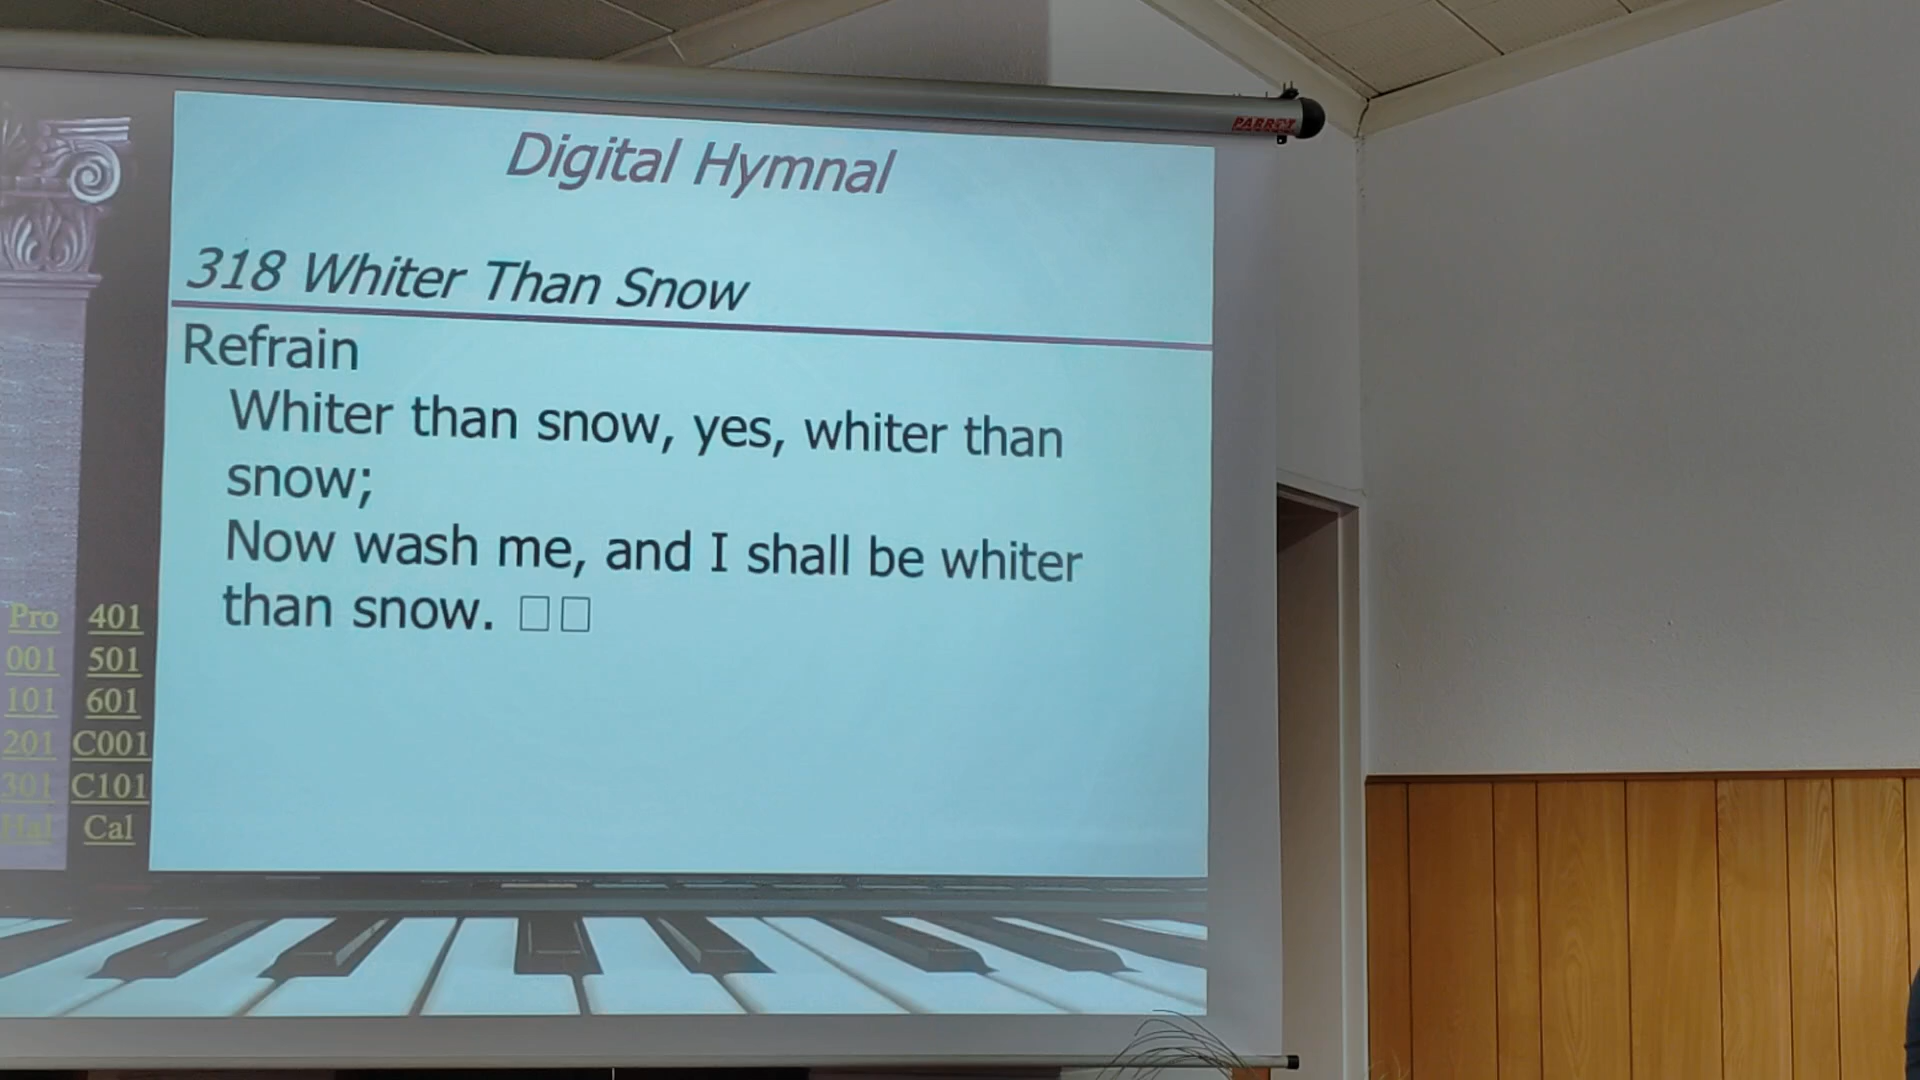 PARROT
Digital Hymnal
318 Whiter Than Snow
Refrain
Whiter than snow, yes, whiter than
snow;
Now wash me, and I shall be whiter
than snow. □□
Pro 401
001 501
101 601
201 C001
301 C101
Hal Cal